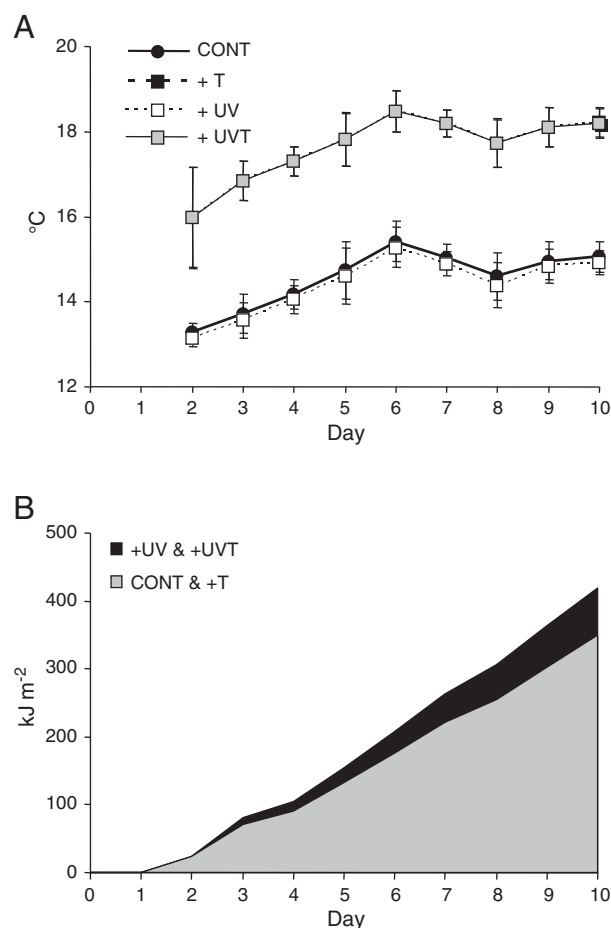 A
20
18
16
14
12
°C
CONT
+ T
+ UV
+ UVT
0 1 2 3 4 5 6 7 8 9 10
Day
B
500
400
300
200
100
0
kJ m⁻²
+UV & +UVT
CONT & +T
0 1 2 3 4 5 6 7 8 9 10
Day